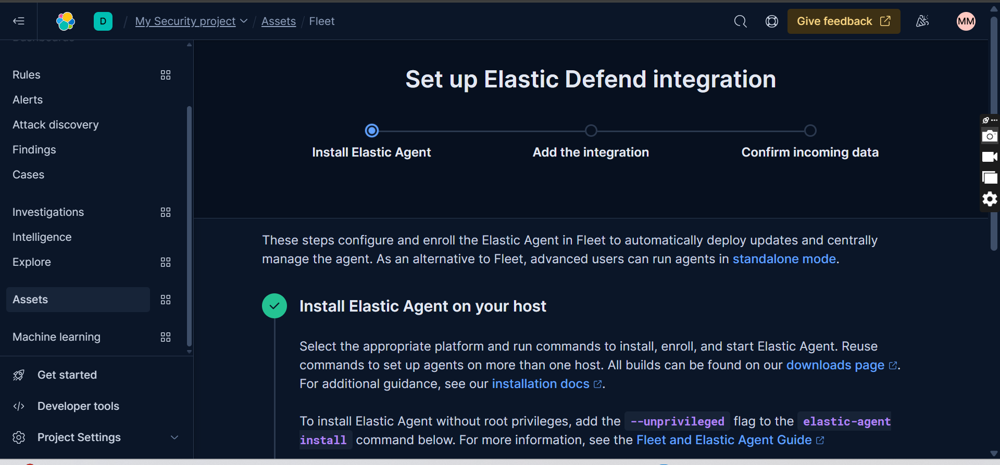 D / My Security project / Assets / Fleet
Give feedback
MM
Dashboards
Rules
Alerts
Attack discovery
Findings
Cases
Investigations
Intelligence
Explore
Assets
Machine learning
Get started
Developer tools
Project Settings
Set up Elastic Defend integration
Install Elastic Agent
Add the integration
Confirm incoming data
These steps configure and enroll the Elastic Agent in Fleet to automatically deploy updates and centrally
manage the agent. As an alternative to Fleet, advanced users can run agents in standalone mode.
Install Elastic Agent on your host
Select the appropriate platform and run commands to install, enroll, and start Elastic Agent. Reuse
commands to set up agents on more than one host. All builds can be found on our downloads page.
For additional guidance, see our installation docs.
To install Elastic Agent without root privileges, add the --unprivileged flag to the elastic-agent
install command below. For more information, see the Fleet and Elastic Agent Guide